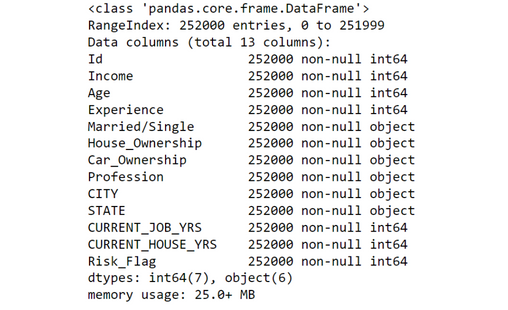 <class 'pandas.core.frame.DataFrame'>
RangeIndex: 252000 entries, 0 to 251999
Data columns (total 13 columns):
Id                   252000 non-null int64
Income               252000 non-null int64
Age                  252000 non-null int64
Experience           252000 non-null int64
Married/Single       252000 non-null object
House_Ownership      252000 non-null object
Car_Ownership        252000 non-null object
Profession           252000 non-null object
CITY                 252000 non-null object
STATE                252000 non-null object
CURRENT_JOB_YRS      252000 non-null int64
CURRENT_HOUSE_YRS    252000 non-null int64
Risk_Flag            252000 non-null int64
dtypes: int64(7), object(6)
memory usage: 25.0+ MB